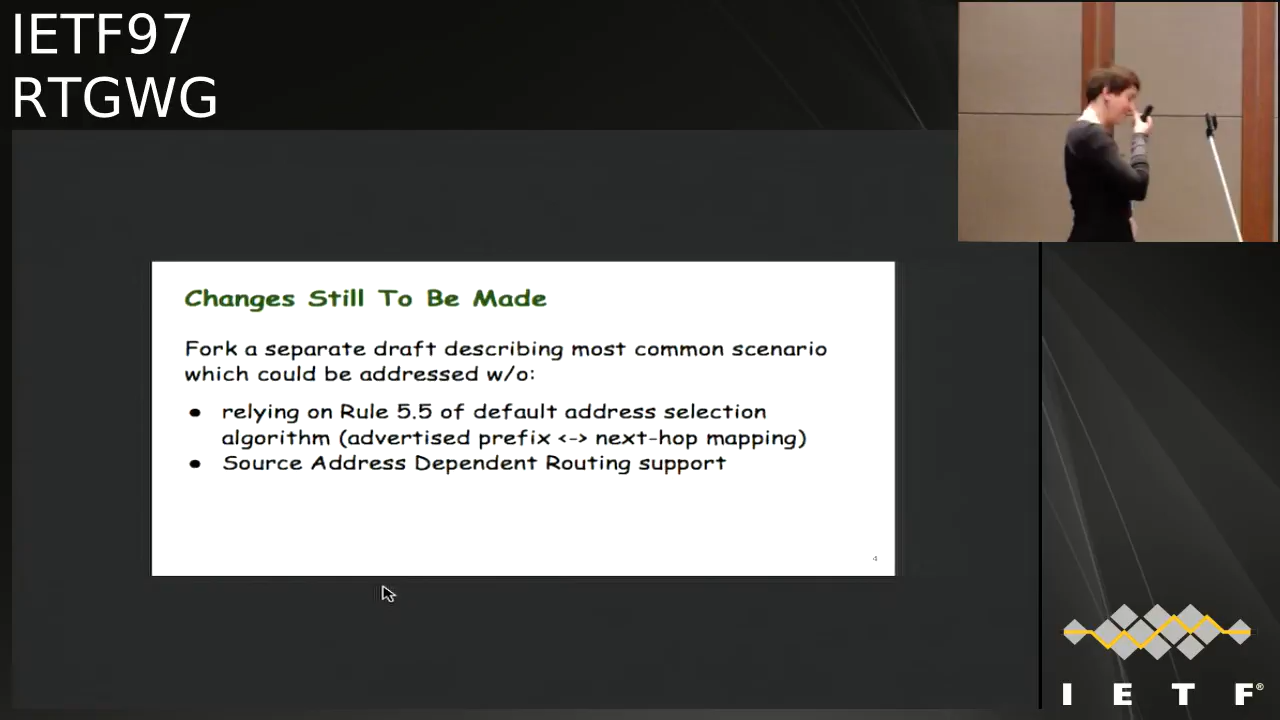 IETF97
RTGWG
Changes Still To Be Made
Fork a separate draft describing most common scenario
which could be addressed w/o:
● relying on Rule 5.5 of default address selection
algorithm (advertised prefix <-> next-hop mapping)
● Source Address Dependent Routing support
4
I E T F®